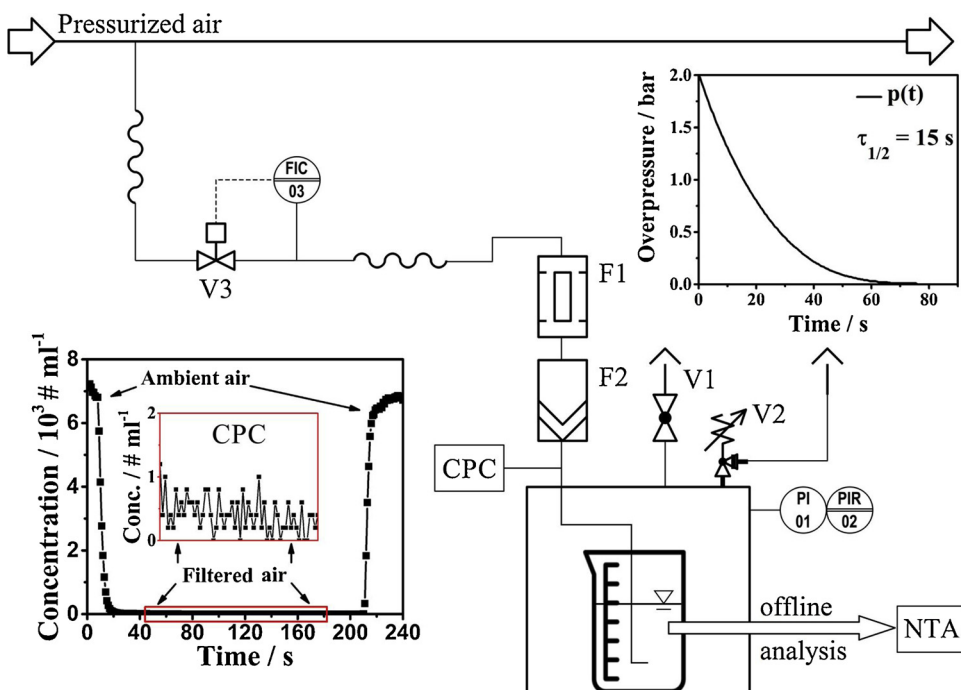 Pressurized air
FIC
03
V3
F1
F2
CPC
V1
V2
PI
01
PIR
02
offline
analysis
NTA
Overpressure / bar
2.0
1.5
1.0
0.5
0.0
p(t)
τ1/2 = 15 s
0 20 40 60 80
Time / s
Concentration / 10³ # ml⁻¹
8
6
4
2
0
Ambient air
CPC
Conc. / # ml⁻¹
2
1
0
Filtered air
0 40 80 120 160 200 240
Time / s